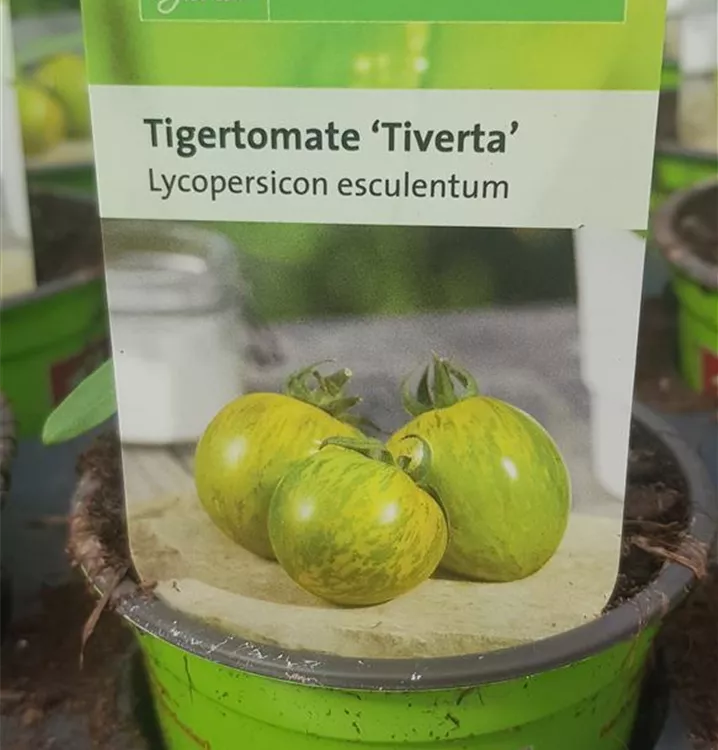 Tigertomate ‘Tiverta’
Lycopersicon esculentum